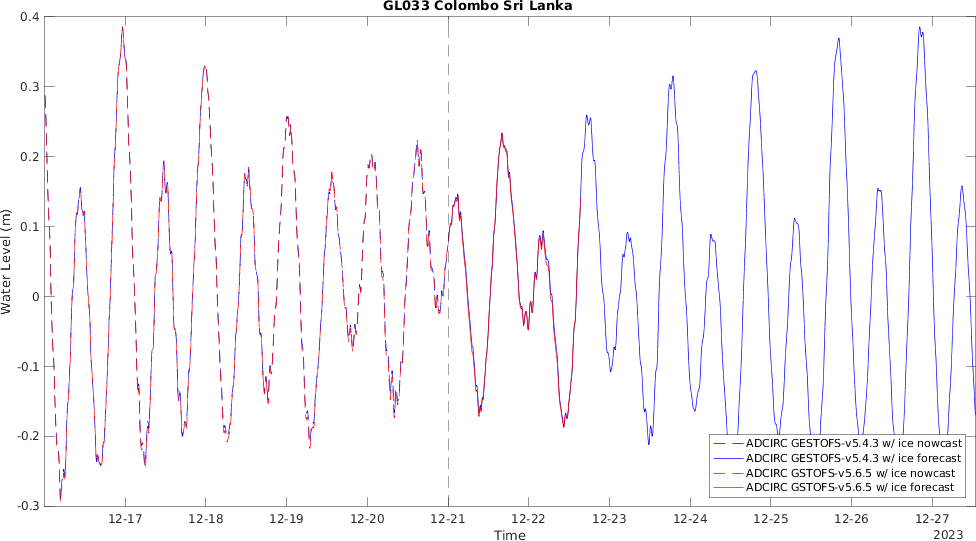 GL033 Colombo Sri Lanka
0.4
0.3
0.2
0.1
0
-0.1
-0.2
-0.3
Water Level (m)
ADCIRC GESTOFS-v5.4.3 w/ ice nowcast
ADCIRC GESTOFS-v5.4.3 w/ ice forecast
ADCIRC GSTOFS-v5.6.5 w/ ice nowcast
ADCIRC GSTOFS-v5.6.5 w/ ice forecast
12-17 12-18 12-19 12-20 12-21 12-22 12-23 12-24 12-25 12-26 12-27
Time 2023